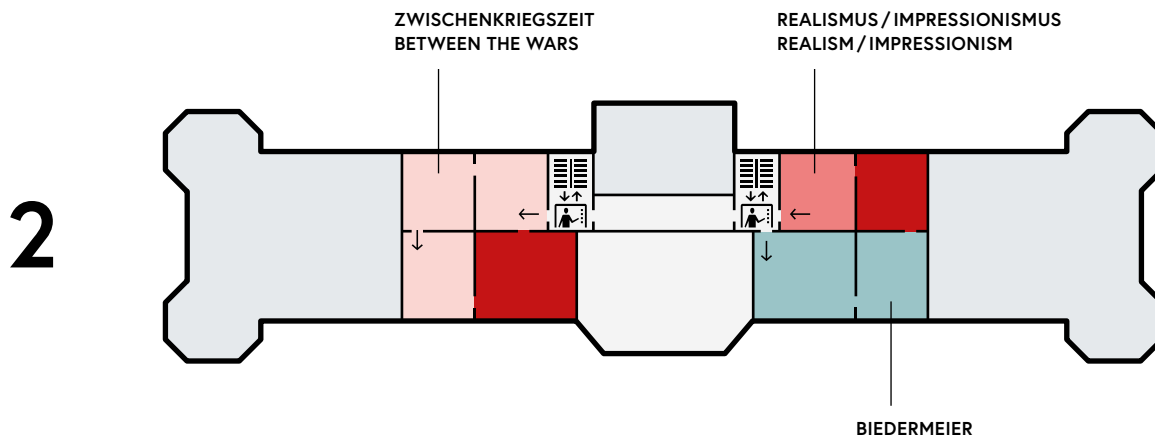 ZWISCHENKRIEGSZEIT
BETWEEN THE WARS
REALISMUS / IMPRESSIONISMUS
REALISM / IMPRESSIONISM
2
BIEDERMEIER